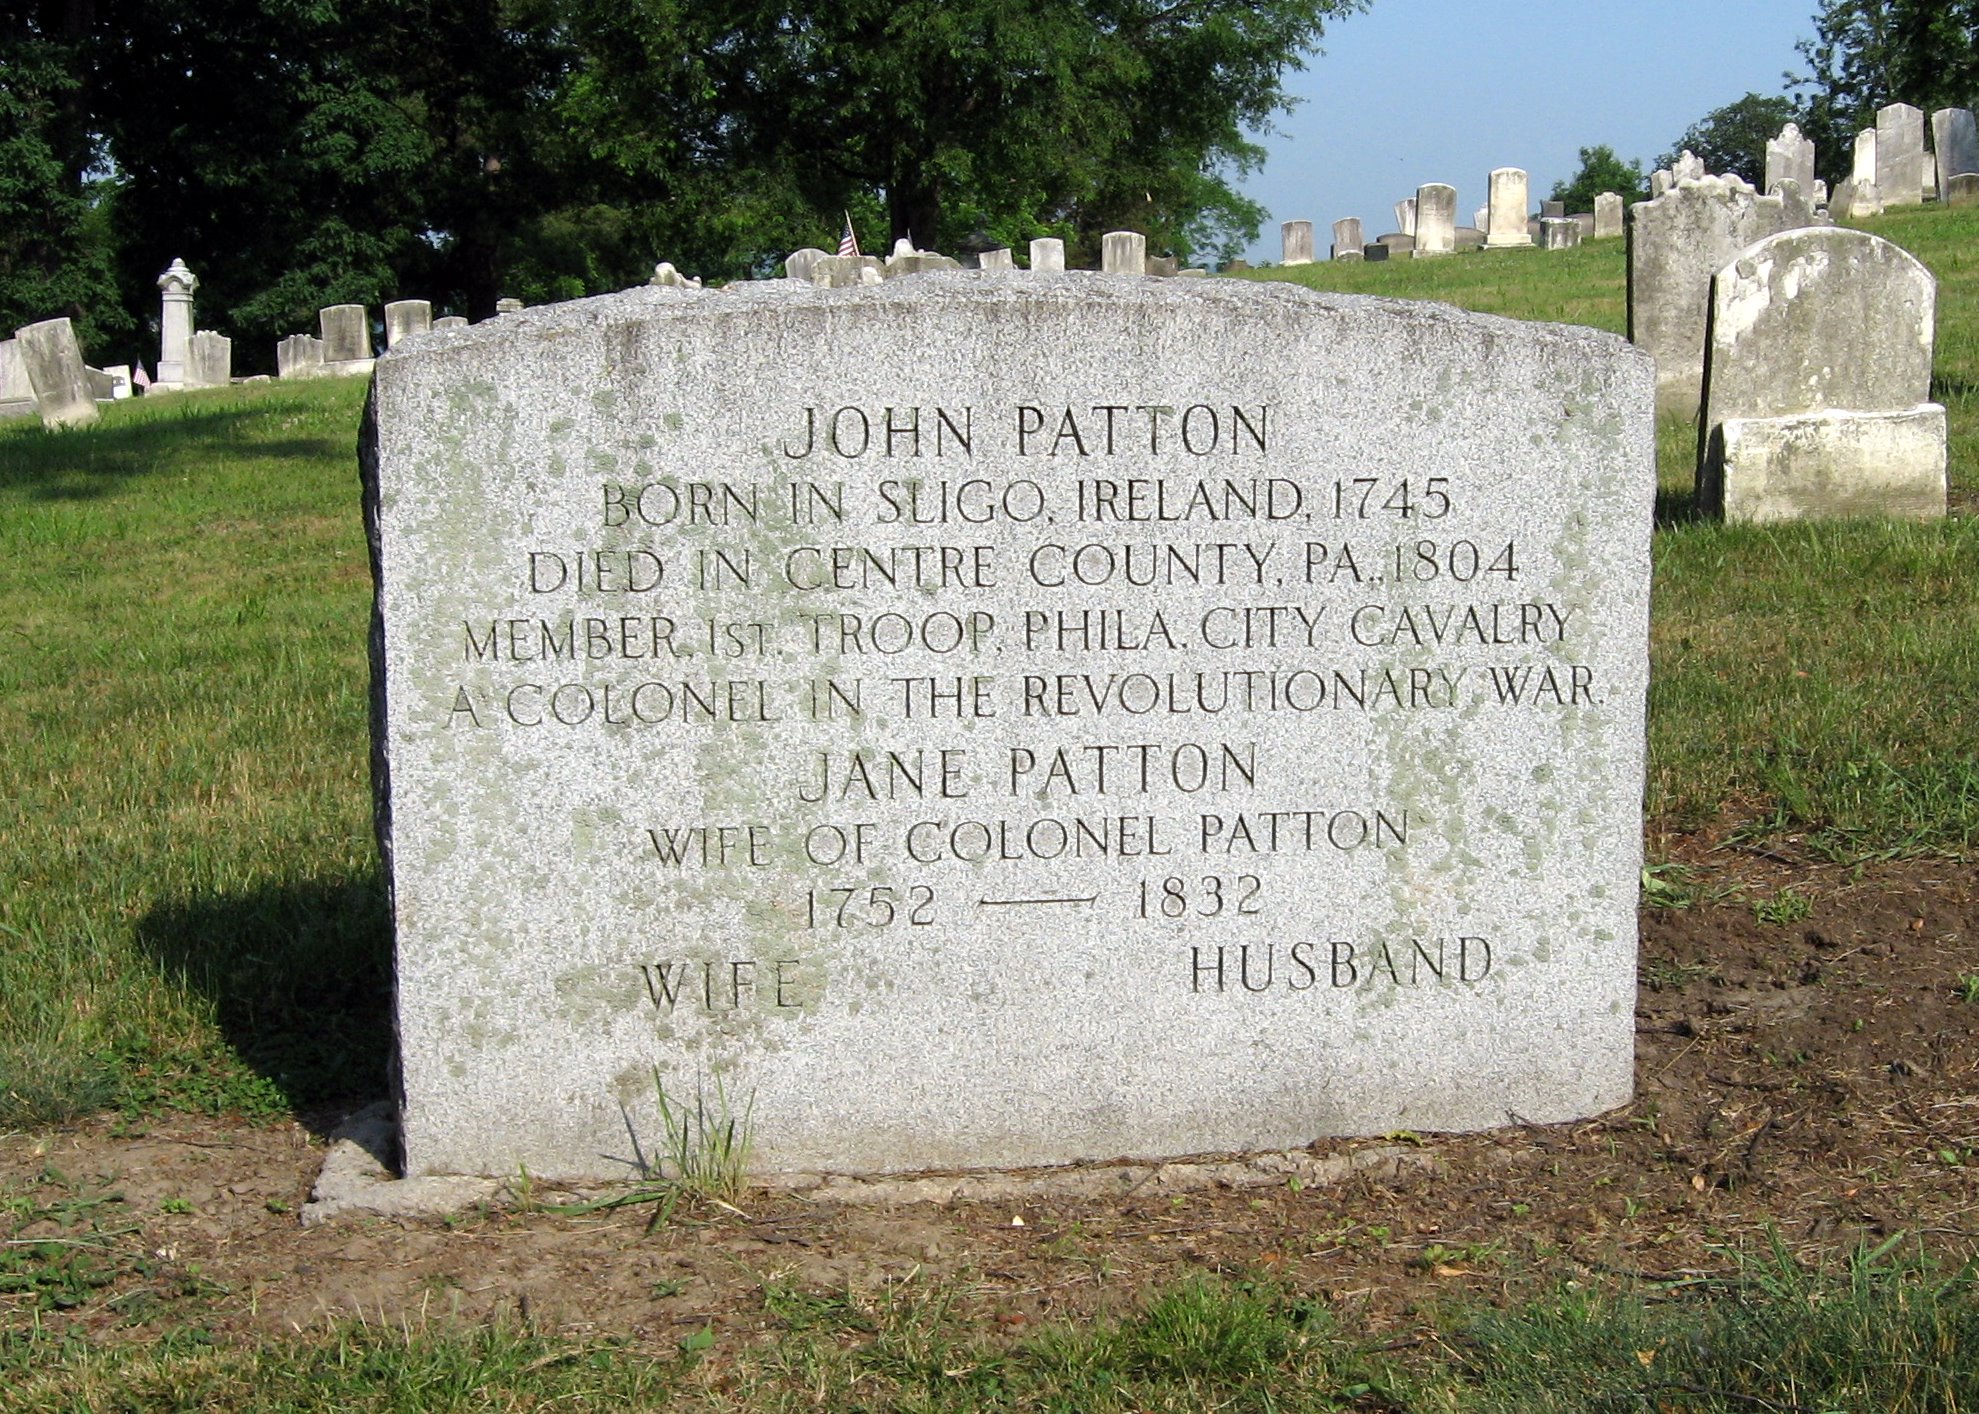 JOHN PATTON
BORN IN SLIGO, IRELAND, 1745
DIED IN CENTRE COUNTY, PA., 1804
MEMBER, 1ST. TROOP, PHILA, CITY CAVALRY
A COLONEL IN THE REVOLUTIONARY WAR.
JANE PATTON
WIFE OF COLONEL PATTON
1752 — 1832
WIFE HUSBAND